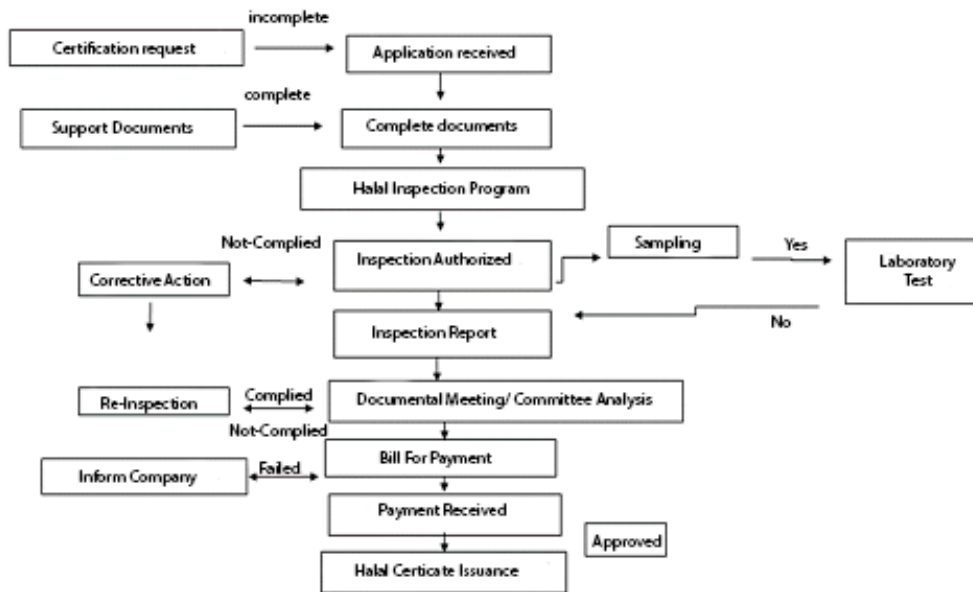 incomplete
Certification request
Application received
complete
Support Documents
Complete documents
Halal Inspection Program
Not-Complied
Inspection Authorized
Sampling
Yes
Laboratory
Test
Corrective Action
No
Inspection Report
Re-Inspection
Complied
Documental Meeting/ Committee Analysis
Not-Complied
Bill For Payment
Inform Company
Failed
Payment Received
Approved
Halal Certicate Issuance